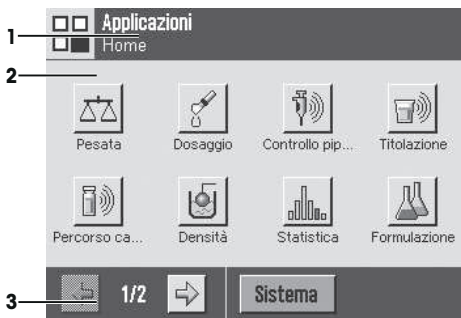 Applicazioni
1
Home
2
Pesata
Dosaggio
Controllo pip...
Titolazione
Percorso ca...
Densità
Statistica
Formulazione
3
1/2
Sistema